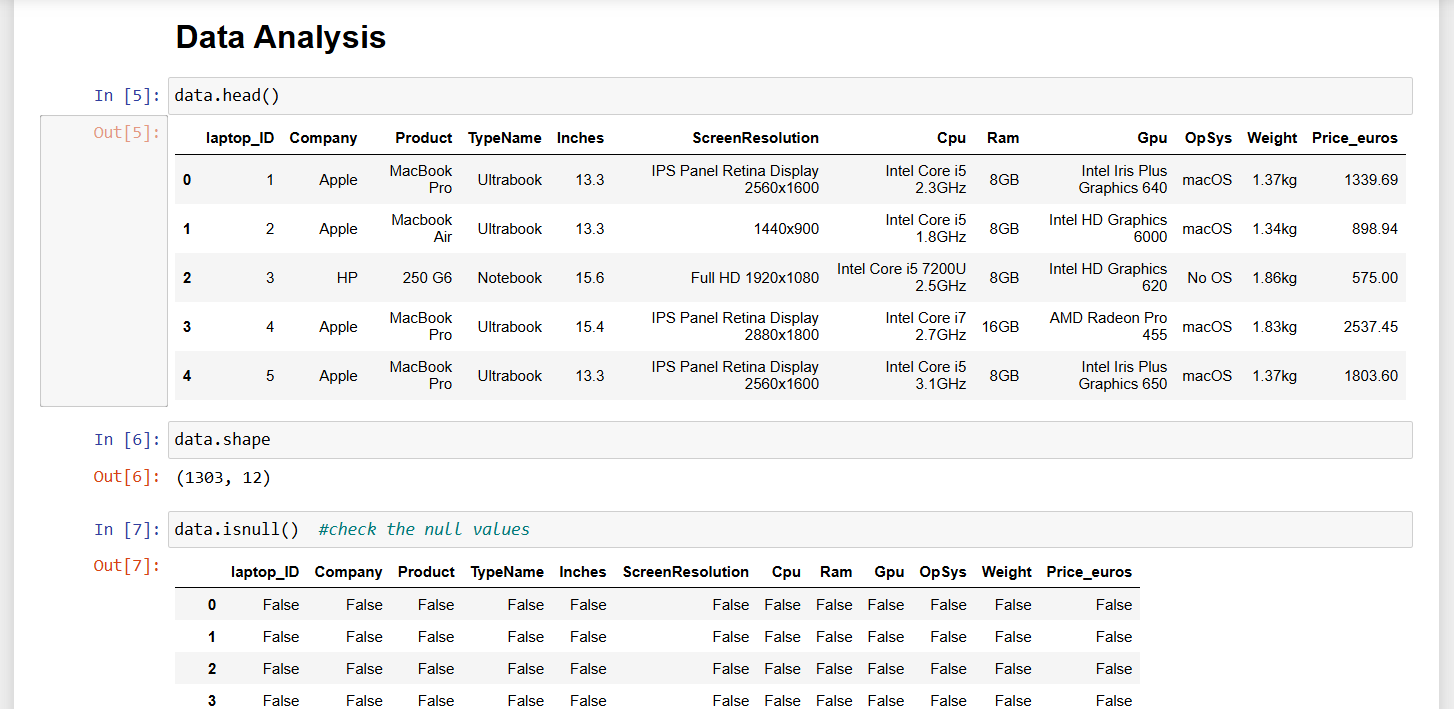 Data Analysis
In [5]: data.head()
Out[5]:
laptop_ID Company Product TypeName Inches ScreenResolution Cpu Ram Gpu OpSys Weight Price_euros
0 1 Apple MacBook Pro Ultrabook 13.3 IPS Panel Retina Display 2560x1600 Intel Core i5 2.3GHz 8GB Intel Iris Plus Graphics 640 macOS 1.37kg 1339.69
1 2 Apple Macbook Air Ultrabook 13.3 1440x900 Intel Core i5 1.8GHz 8GB Intel HD Graphics 6000 macOS 1.34kg 898.94
2 3 HP 250 G6 Notebook 15.6 Full HD 1920x1080 Intel Core i5 7200U 2.5GHz 8GB Intel HD Graphics 620 No OS 1.86kg 575.00
3 4 Apple MacBook Pro Ultrabook 15.4 IPS Panel Retina Display 2880x1800 Intel Core i7 2.7GHz 16GB AMD Radeon Pro 455 macOS 1.83kg 2537.45
4 5 Apple MacBook Pro Ultrabook 13.3 IPS Panel Retina Display 2560x1600 Intel Core i5 3.1GHz 8GB Intel Iris Plus Graphics 650 macOS 1.37kg 1803.60
In [6]: data.shape
Out[6]: (1303, 12)
In [7]: data.isnull() #check the null values
Out[7]:
laptop_ID Company Product TypeName Inches ScreenResolution Cpu Ram Gpu OpSys Weight Price_euros
0 False False False False False False False False False False False False
1 False False False False False False False False False False False False
2 False False False False False False False False False False False False
3 False False False False False False False False False False False False